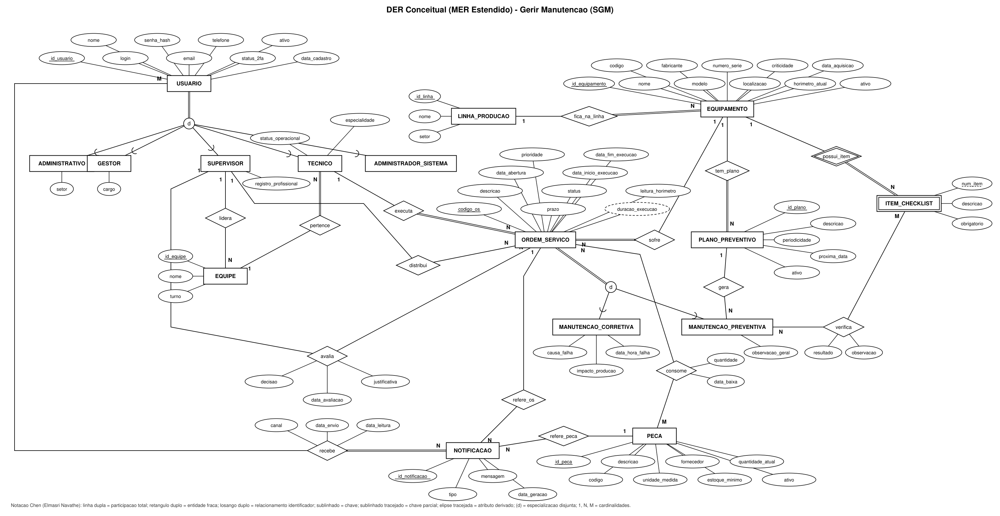 DER Conceitual (MER Estendido) - Gerir Manutencao (SGM)
nome
senha_hash
telefone
ativo
id_usuario
login
email
status_2fa
data_cadastro
M
USUARIO
d
codigo
fabricante
numero_serie
criticidade
data_aquisicao
id_equipamento
nome
modelo
localizacao
horimetro_atual
ativo
N
EQUIPAMENTO
1
1
1
id_linha
nome
setor
LINHA_PRODUCAO
1
fica_na_linha
especialidade
status_operacional
ADMINISTRATIVO
GESTOR
SUPERVISOR
TECNICO
ADMINISTRADOR_SISTEMA
setor
cargo
registro_profissional
1
1
1
N
1
lidera
pertence
executa
distribui
prioridade
data_fim_execucao
data_abertura
data_inicio_execucao
descricao
status
leitura_horimetro
codigo_os
prazo
duracao_execucao
N
N
N
ORDEM_SERVICO
N
N
1
sofre
tem_plano
possui_item
N
ITEM_CHECKLIST
M
num_item
descricao
obrigatorio
N
PLANO_PREVENTIVO
1
id_plano
descricao
periodicidade
proxima_data
ativo
id_equipe
nome
turno
N
1
EQUIPE
d
gera
N
MANUTENCAO_CORRETIVA
MANUTENCAO_PREVENTIVA
N
verifica
causa_falha
data_hora_falha
impacto_producao
observacao_geral
resultado
observacao
avalia
decisao
justificativa
data_avaliacao
consome
quantidade
data_baixa
refere_os
canal
data_envio
data_leitura
recebe
N
N
N
NOTIFICACAO
refere_peca
1
M
PECA
id_notificacao
mensagem
tipo
data_geracao
id_peca
descricao
fornecedor
quantidade_atual
codigo
unidade_medida
estoque_minimo
ativo
Notacao Chen (Elmasri Navathe): linha dupla = participacao total; retangulo duplo = entidade fraca; losango duplo = relacionamento identificador; sublinhado = chave; sublinhado tracejado = chave parcial; elipse tracejada = atributo derivado; (d) = especializacao disjunta; 1, N, M = cardinalidades.